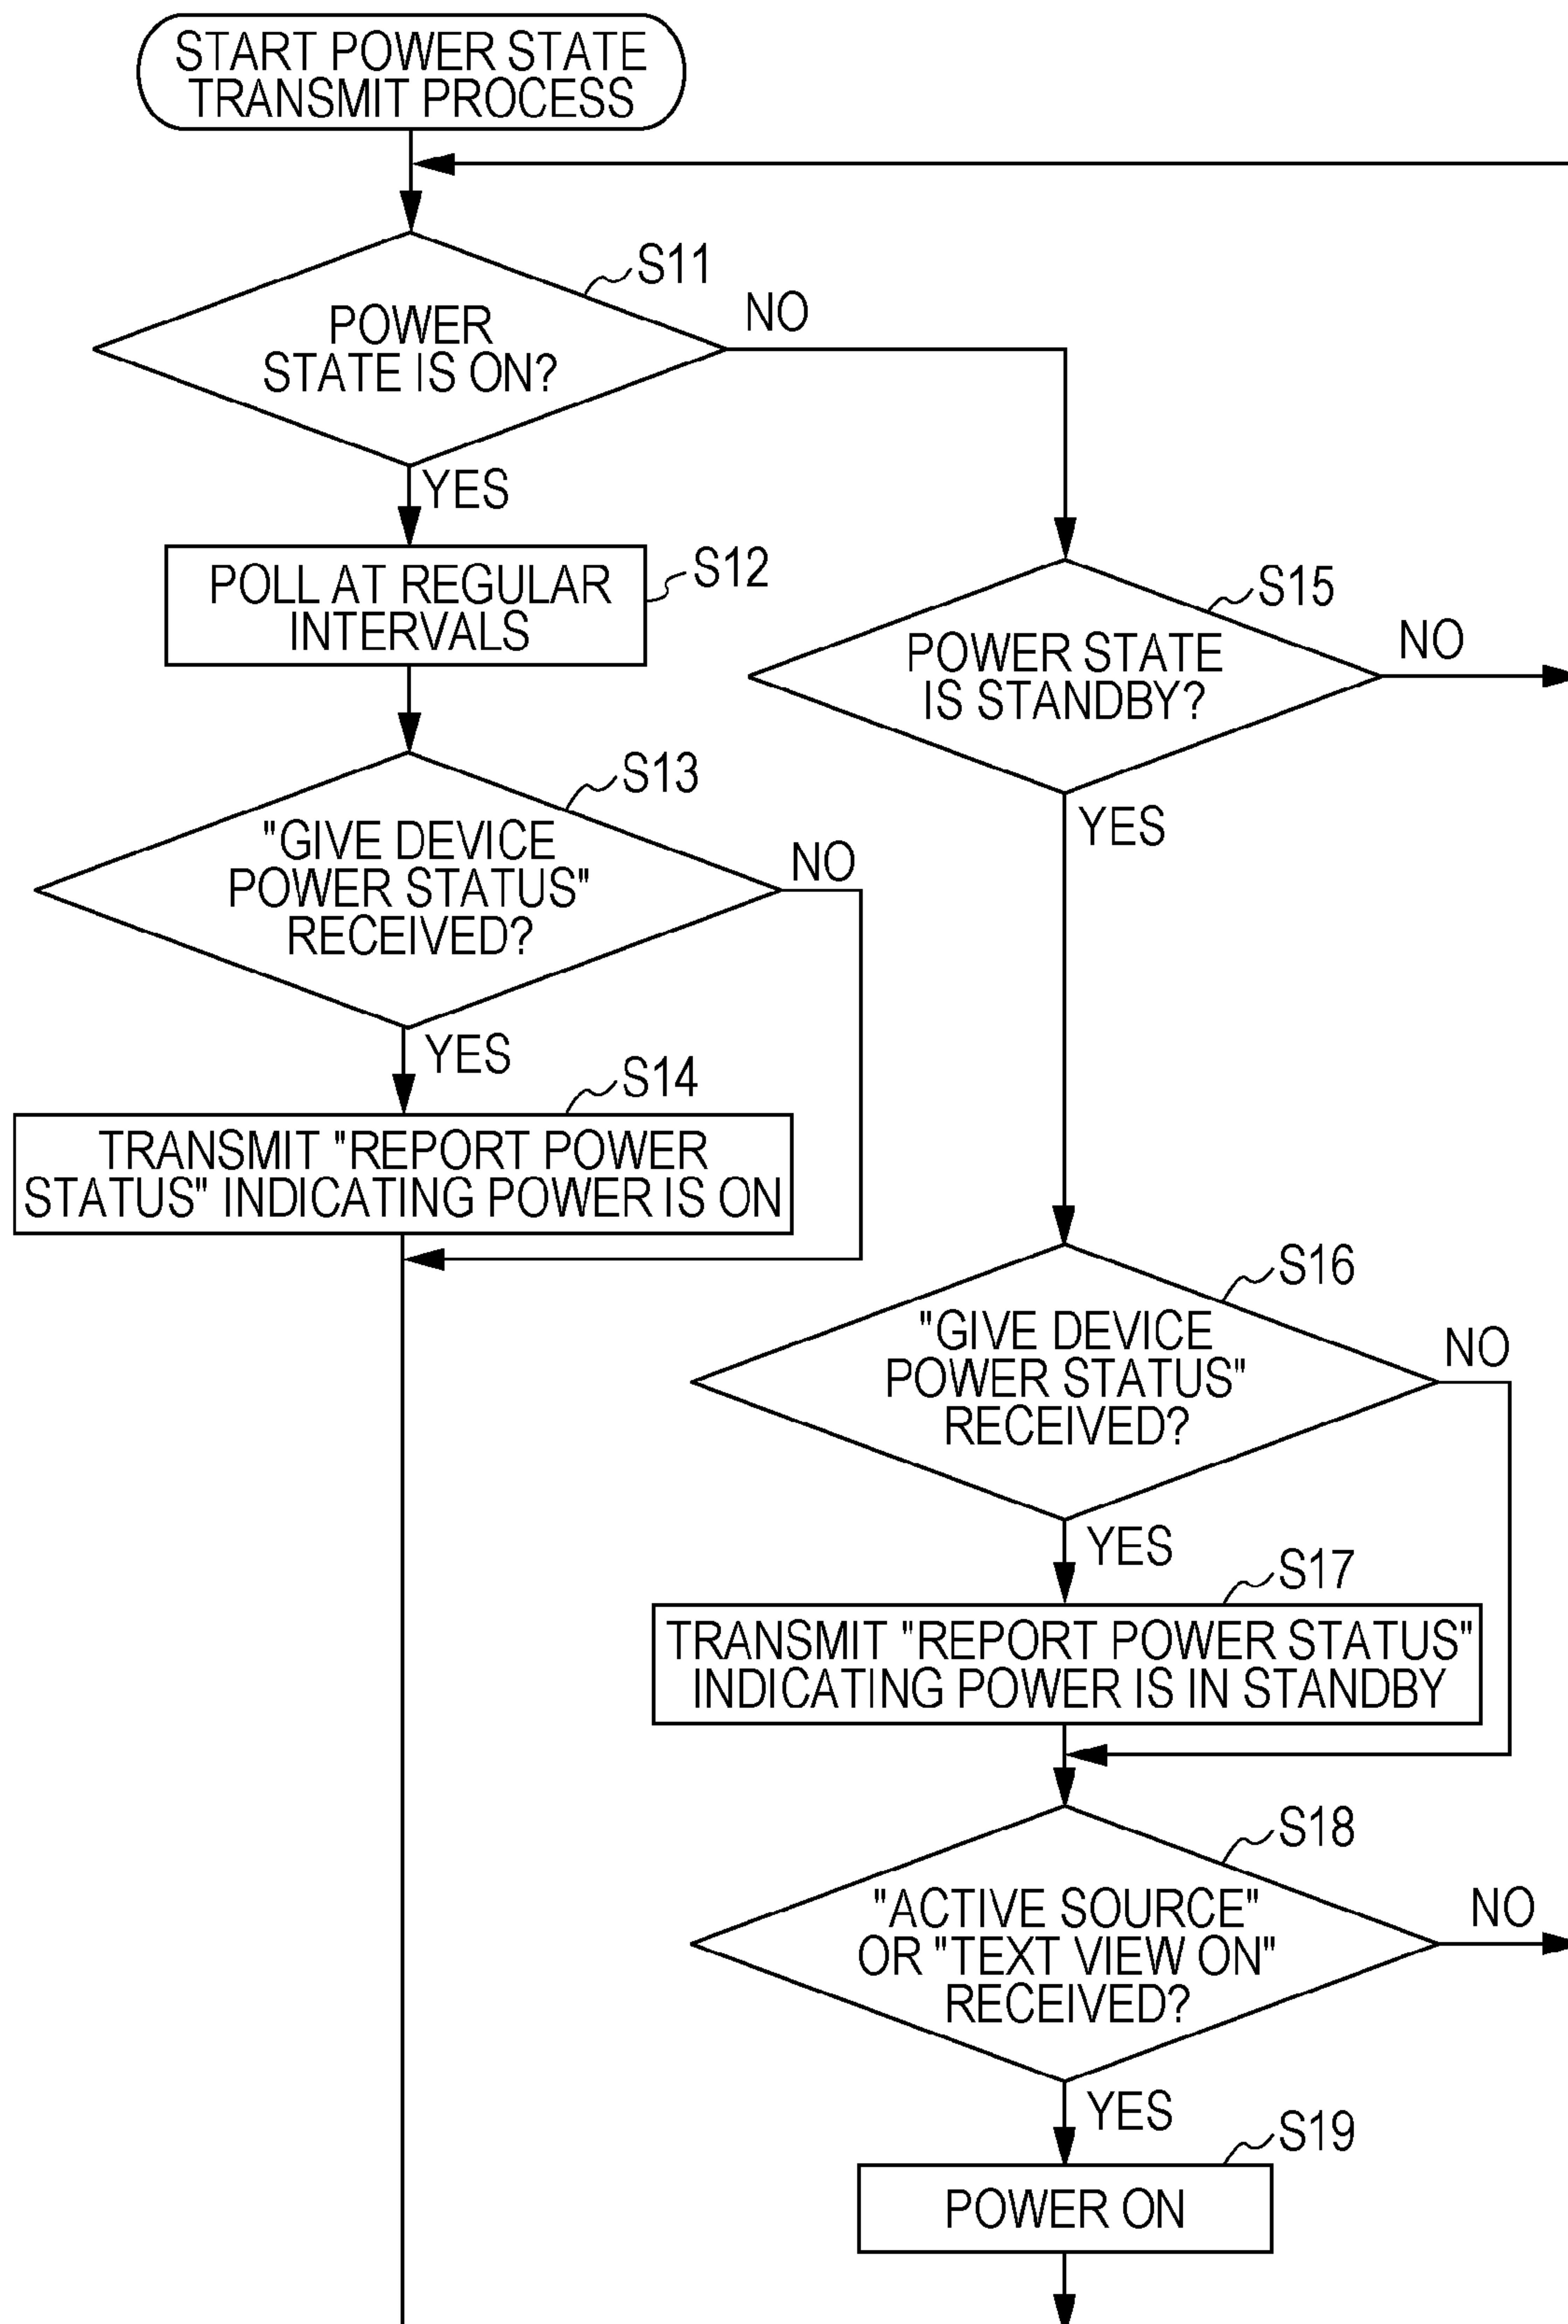 START POWER STATE
TRANSMIT PROCESS
S11
POWER
STATE IS ON?
NO
YES
S12
POLL AT REGULAR
INTERVALS
S15
POWER STATE
IS STANDBY?
NO
YES
S13
"GIVE DEVICE
POWER STATUS"
RECEIVED?
NO
YES
S14
TRANSMIT "REPORT POWER
STATUS" INDICATING POWER IS ON
S16
"GIVE DEVICE
POWER STATUS"
RECEIVED?
NO
YES
S17
TRANSMIT "REPORT POWER STATUS"
INDICATING POWER IS IN STANDBY
S18
"ACTIVE SOURCE"
OR "TEXT VIEW ON"
RECEIVED?
NO
YES
S19
POWER ON